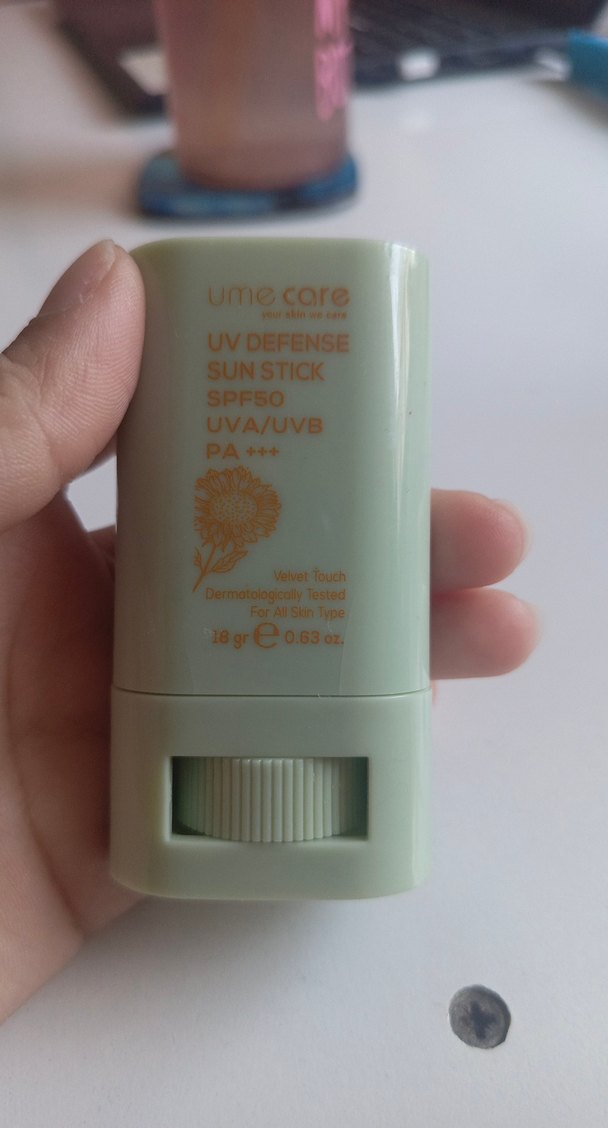 ume care
your skin we care
UV DEFENSE
SUN STICK
SPF50
UVA/UVB
PA +++
Velvet Touch
Dermatologically Tested
For All Skin Type
18 gr ℮ 0.63 oz.